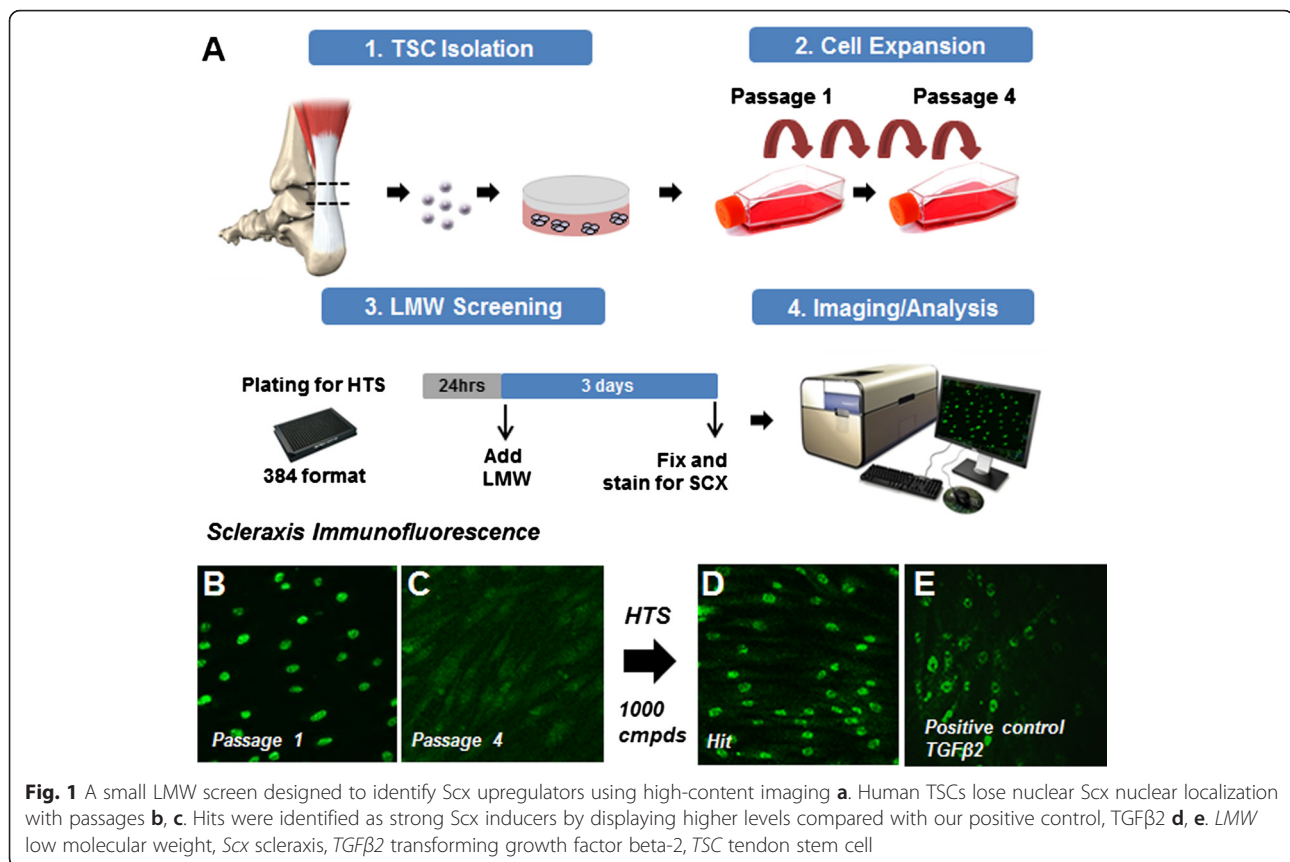 A
1. TSC Isolation
2. Cell Expansion
Passage 1
Passage 4
3. LMW Screening
4. Imaging/Analysis
Plating for HTS
384 format
24hrs
3 days
Add
LMW
Fix and
stain for SCX
Scleraxis Immunofluorescence
B
Passage 1
C
Passage 4
HTS
1000
cmpds
D
Hit
E
Positive control
TGFβ2
Fig. 1 A small LMW screen designed to identify Scx upregulators using high-content imaging a. Human TSCs lose nuclear Scx nuclear localization
with passages b, c. Hits were identified as strong Scx inducers by displaying higher levels compared with our positive control, TGFβ2 d, e. LMW
low molecular weight, Scx scleraxis, TGFβ2 transforming growth factor beta-2, TSC tendon stem cell